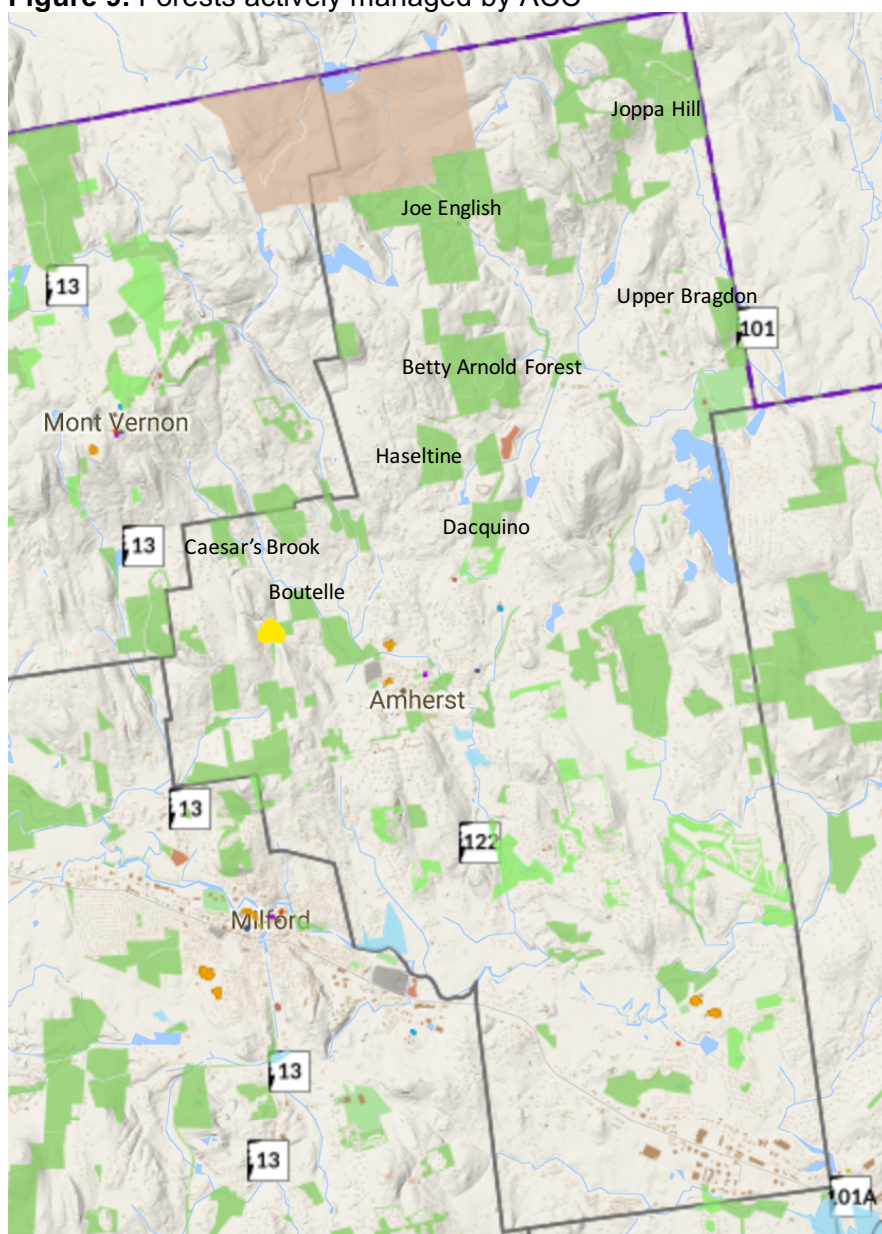 Figure Forests actively managed by ACC
Joppa Hill
Joe English
13
Upper Bragdon
101
Betty Arnold Forest
Mont Vernon
Haseltine
Dacquino
13
Caesar's Brook
Boutelle
Amherst
13
122
Milford
13
13
01A